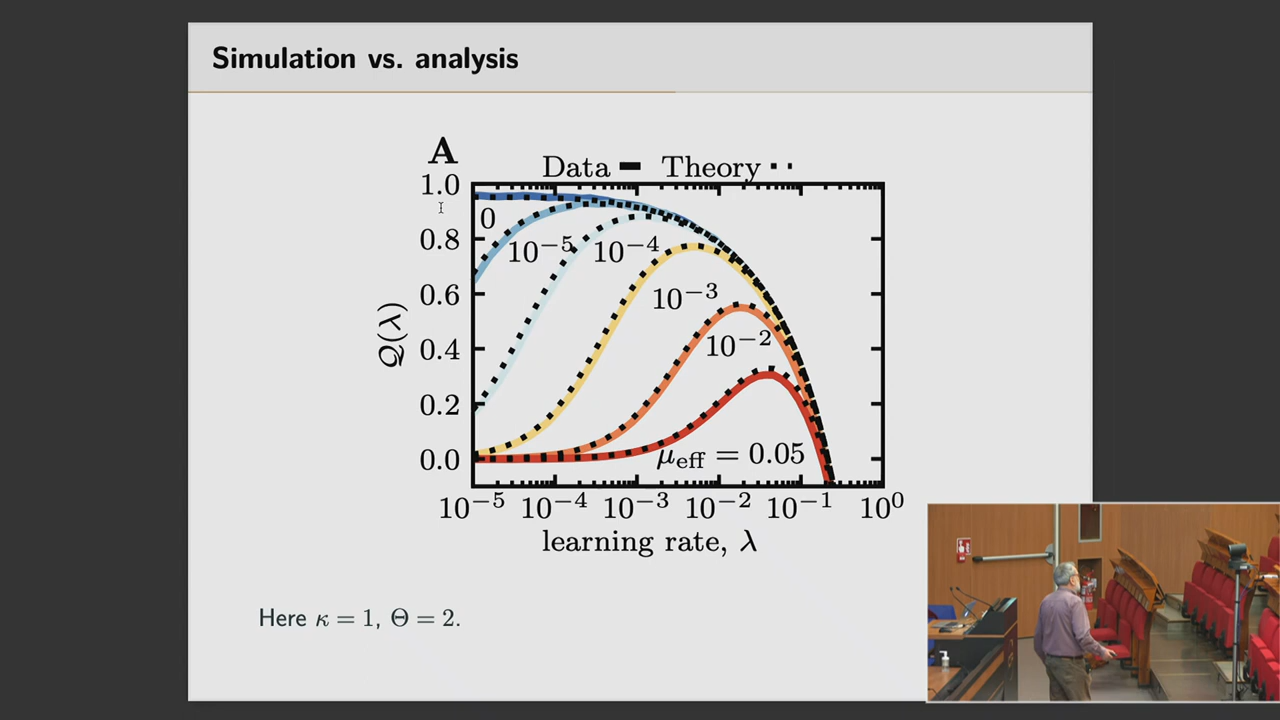 Simulation vs. analysis
A
Data Theory
1.0
0.8
0.6
0.4
0.2
0.0
𝒬(λ)
0
10⁻⁵
10⁻⁴
10⁻³
10⁻²
μ_eff = 0.05
10⁻⁵ 10⁻⁴ 10⁻³ 10⁻² 10⁻¹ 10⁰
learning rate, λ
Here κ = 1, Θ = 2.